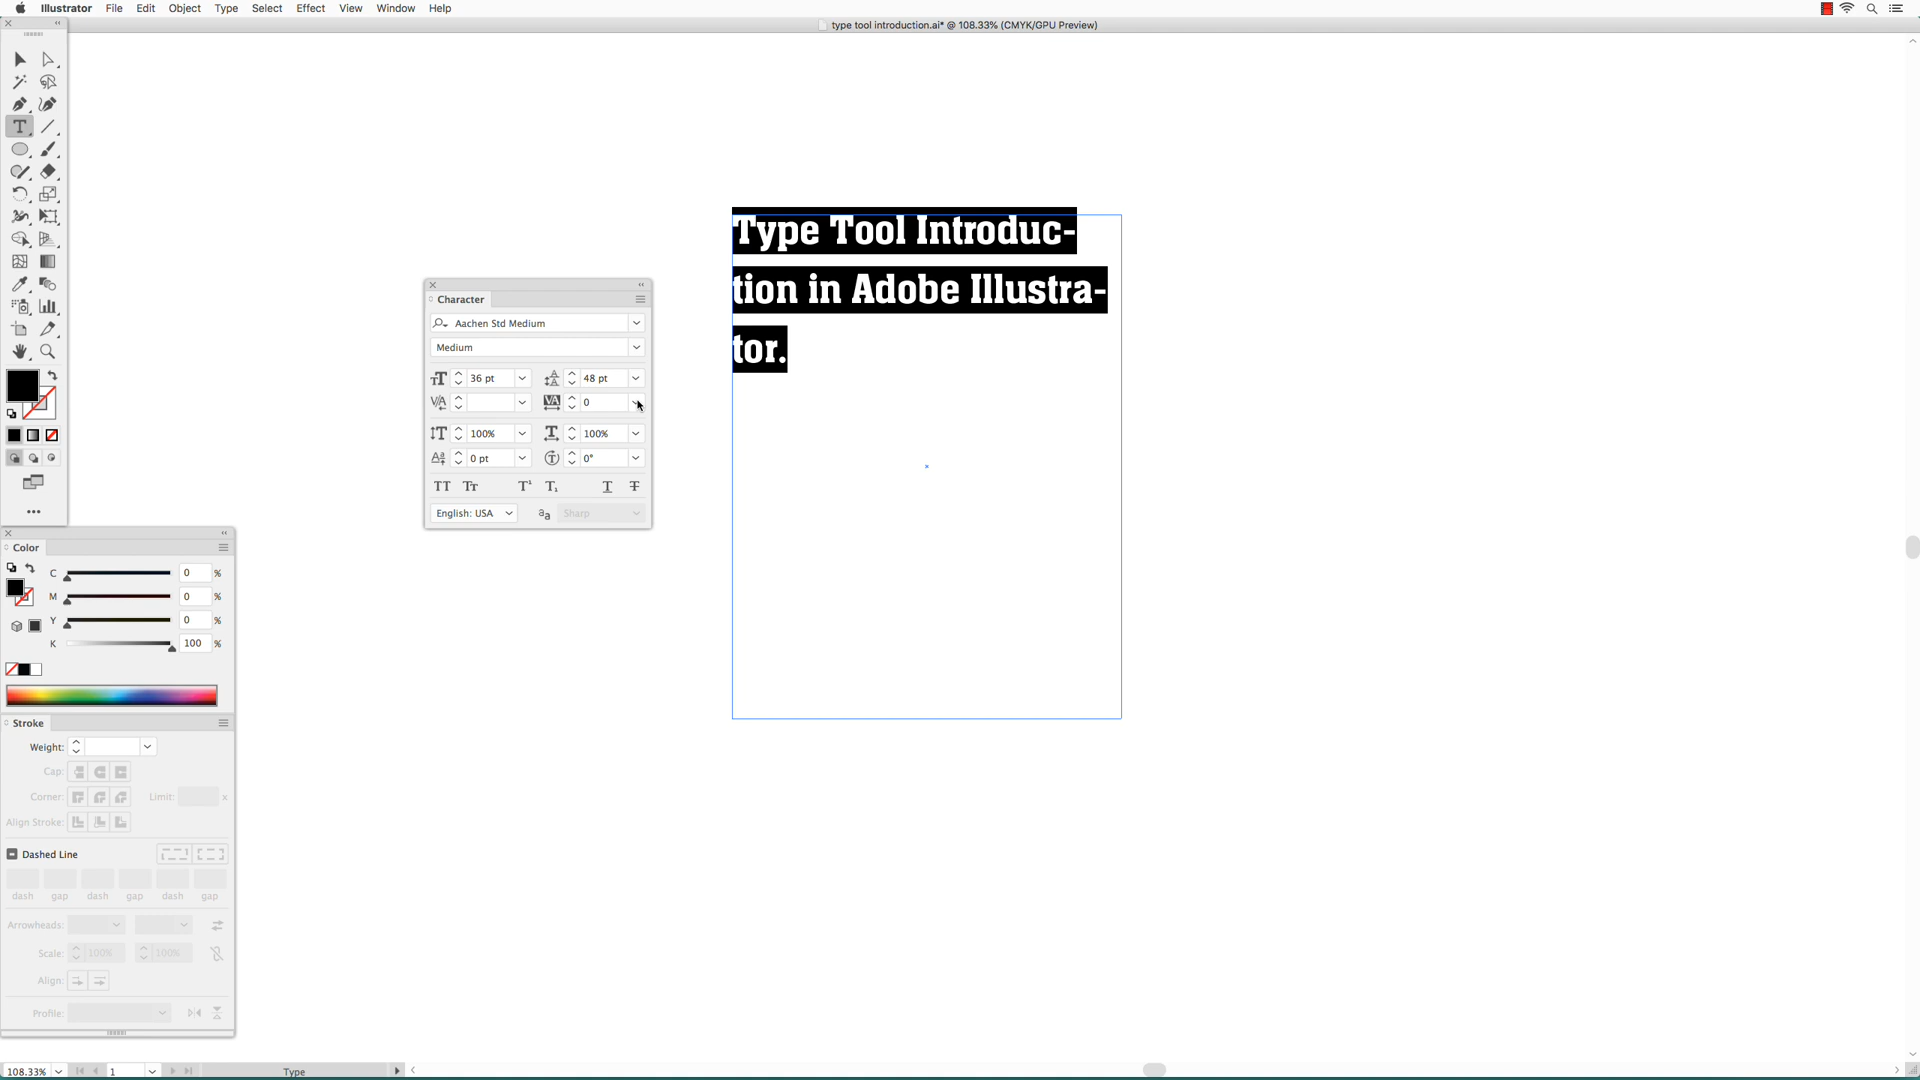 Illustrator File Edit Object Type Select Effect View Window Help
type tool introduction.ai* @ 108.33% (CMYK/GPU Preview)
Type Tool Introduc-
tion in Adobe Illustra-
tor.
Character
Aachen Std Medium
Medium
36 pt 48 pt
0
100% 100%
0 pt 0°
English: USA Sharp
Color
C 0 %
M 0 %
Y 0 %
K 100 %
Stroke
Weight:
Cap:
Corner: Limit: x
Align Stroke:
Dashed Line
dash gap dash gap dash gap
Arrowheads:
Scale: 100% 100%
Align:
Profile:
108.33% 1 Type